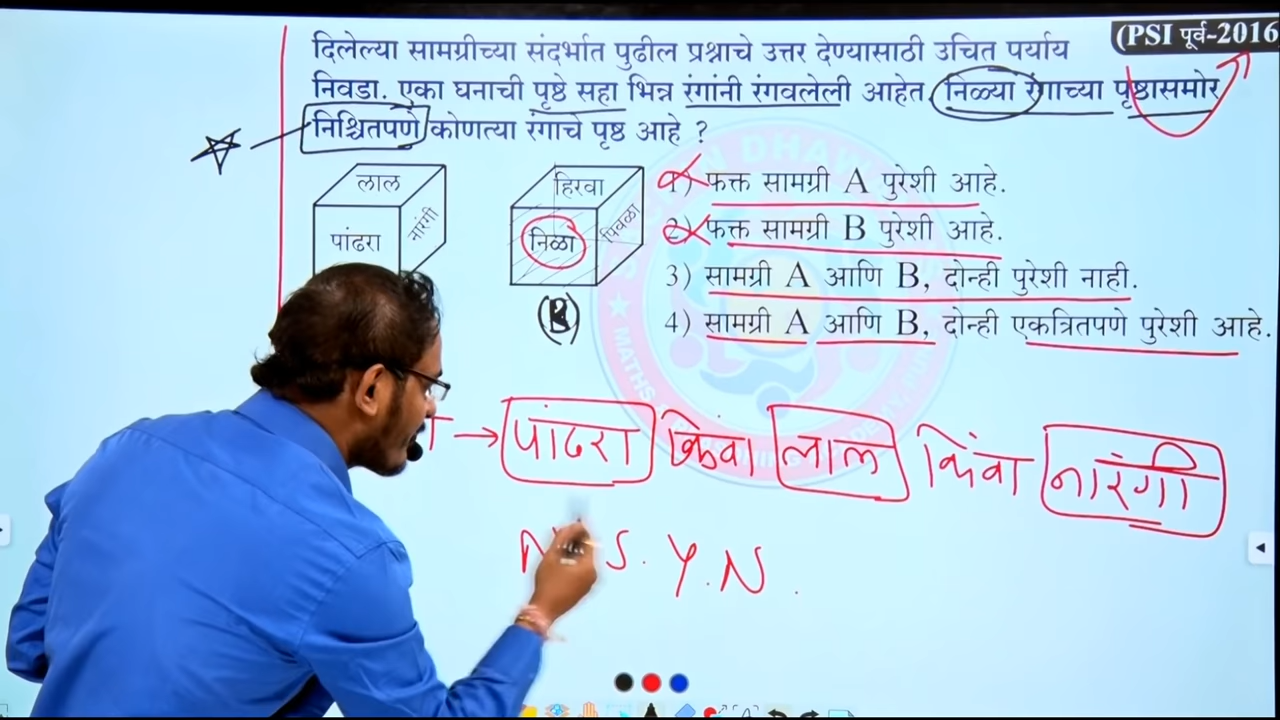 (PSI पूर्व-2016
दिलेल्या सामग्रीच्या संदर्भात पुढील प्रश्नाचे उत्तर देण्यासाठी उचित पर्याय
निवडा. एका घनाची पृष्ठे सहा भिन्न रंगांनी रंगवलेली आहेत निळ्या रंगाच्या पृष्ठासमोर
निश्चितपणे कोणत्या रंगाचे पृष्ठ आहे ?
लाल
पांढरा
नारंगी
हिरवा
निळा
पिवळा
(B)
1) फक्त सामग्री A पुरेशी आहे.
2) फक्त सामग्री B पुरेशी आहे.
3) सामग्री A आणि B, दोन्ही पुरेशी नाही.
4) सामग्री A आणि B, दोन्ही एकत्रितपणे पुरेशी आहे.
पांढरा किंवा लाल किंवा नारंगी
S. Y. N.